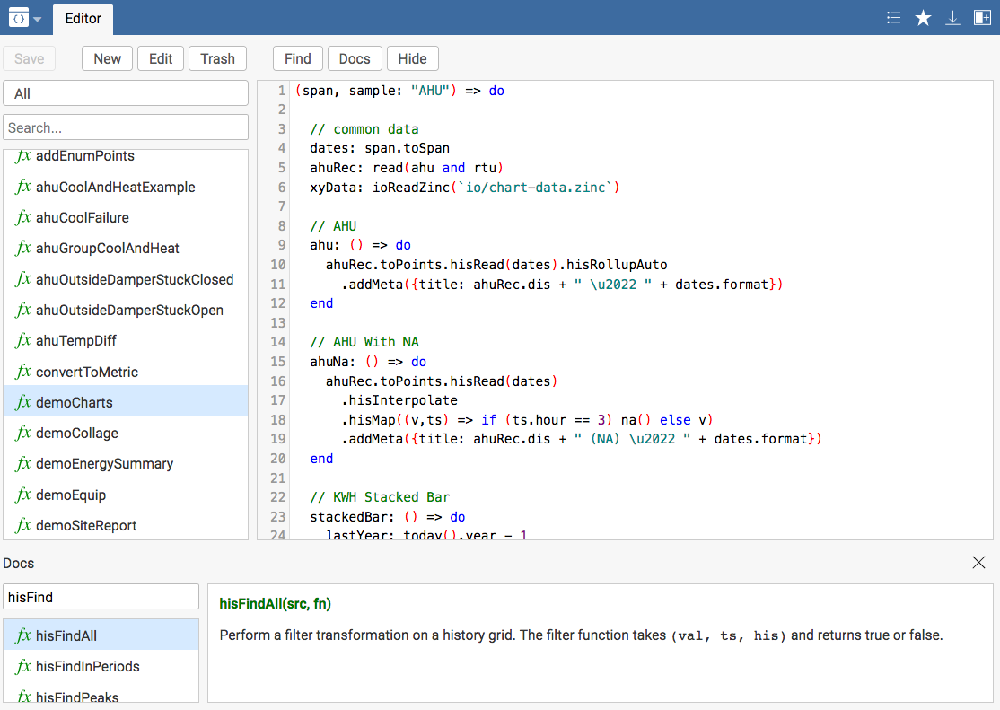 {} Editor
Save New Edit Trash Find Docs Hide
All
Search...
fx addEnumPoints
fx ahuCoolAndHeatExample
fx ahuCoolFailure
fx ahuGroupCoolAndHeat
fx ahuOutsideDamperStuckClosed
fx ahuOutsideDamperStuckOpen
fx ahuTempDiff
fx convertToMetric
fx demoCharts
fx demoCollage
fx demoEnergySummary
fx demoEquip
fx demoSiteReport
1 (span, sample: "AHU") => do
2
3   // common data
4   dates: span.toSpan
5   ahuRec: read(ahu and rtu)
6   xyData: ioReadZinc(`io/chart-data.zinc`)
7
8   // AHU
9   ahu: () => do
10     ahuRec.toPoints.hisRead(dates).hisRollupAuto
11       .addMeta({title: ahuRec.dis + " \u2022 " + dates.format})
12   end
13
14   // AHU With NA
15   ahuNa: () => do
16     ahuRec.toPoints.hisRead(dates)
17       .hisInterpolate
18       .hisMap((v,ts) => if (ts.hour == 3) na() else v)
19       .addMeta({title: ahuRec.dis + " (NA) \u2022 " + dates.format})
20   end
21
22   // KWH Stacked Bar
23   stackedBar: () => do
24     lastYear: today().year - 1
Docs
hisFind
fx hisFindAll
fx hisFindInPeriods
fx hisFindPeaks
hisFindAll(src, fn)
Perform a filter transformation on a history grid. The filter function takes (val, ts, his) and returns true or false.